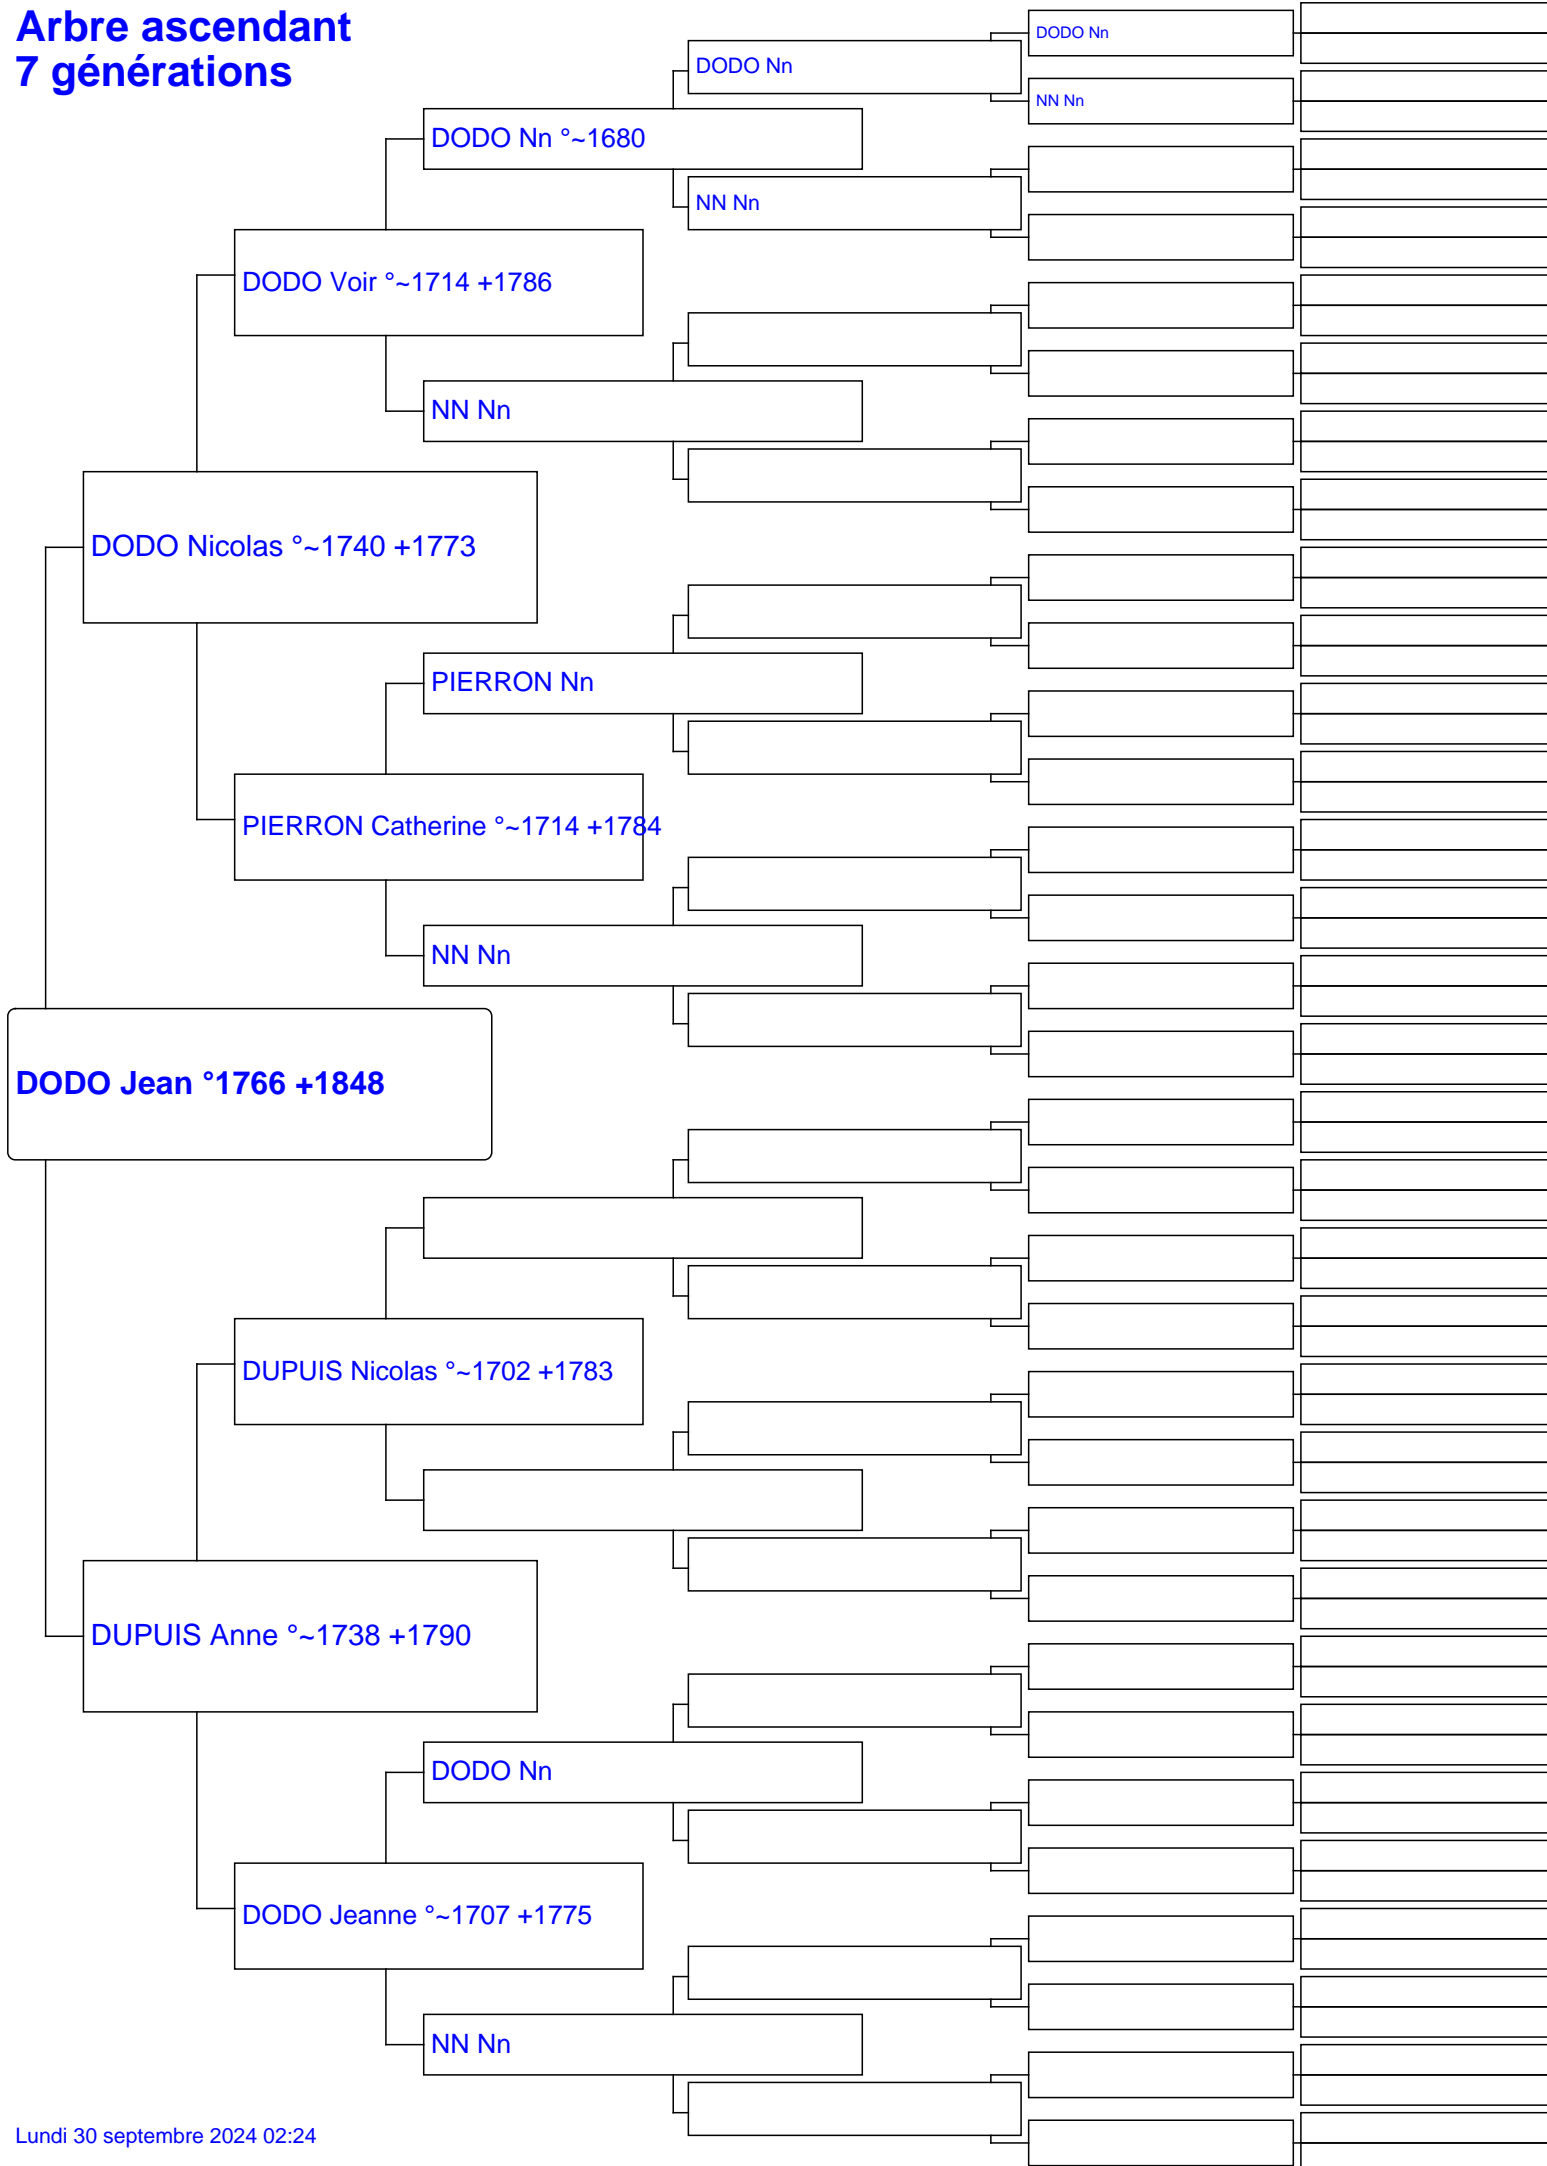 Arbre ascendant
7 générations
DODO Nn
DODO Nn
NN Nn
DODO Nn °~1680
NN Nn
DODO Voir °~1714 +1786
NN Nn
DODO Nicolas °~1740 +1773
PIERRON Nn
PIERRON Catherine °~1714 +1784
NN Nn
DODO Jean °1766 +1848
DUPUIS Nicolas °~1702 +1783
DUPUIS Anne °~1738 +1790
DODO Nn
DODO Jeanne °~1707 +1775
NN Nn
Lundi 30 septembre 2024 02:24